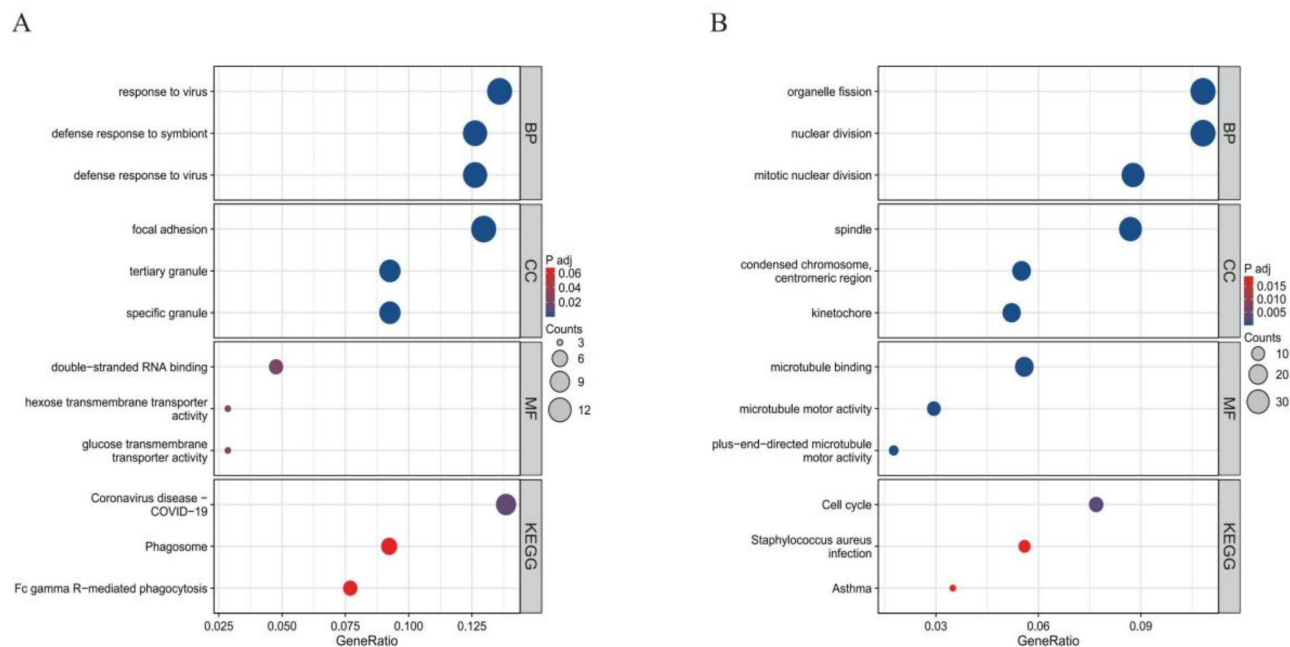 A
response to virus
defense response to symbiont
defense response to virus
BP
focal adhesion
tertiary granule
specific granule
CC
double−stranded RNA binding
hexose transmembrane transporter
activity
glucose transmembrane
transporter activity
MF
Coronavirus disease −
COVID−19
Phagosome
Fc gamma R−mediated phagocytosis
KEGG
0.025 0.050 0.075 0.100 0.125
GeneRatio
P adj
0.06
0.04
0.02
Counts
3
6
9
12
B
organelle fission
nuclear division
mitotic nuclear division
BP
spindle
condensed chromosome,
centromeric region
kinetochore
CC
microtubule binding
microtubule motor activity
plus−end−directed microtubule
motor activity
MF
Cell cycle
Staphylococcus aureus
infection
Asthma
KEGG
0.03 0.06 0.09
GeneRatio
P adj
0.015
0.010
0.005
Counts
10
20
30